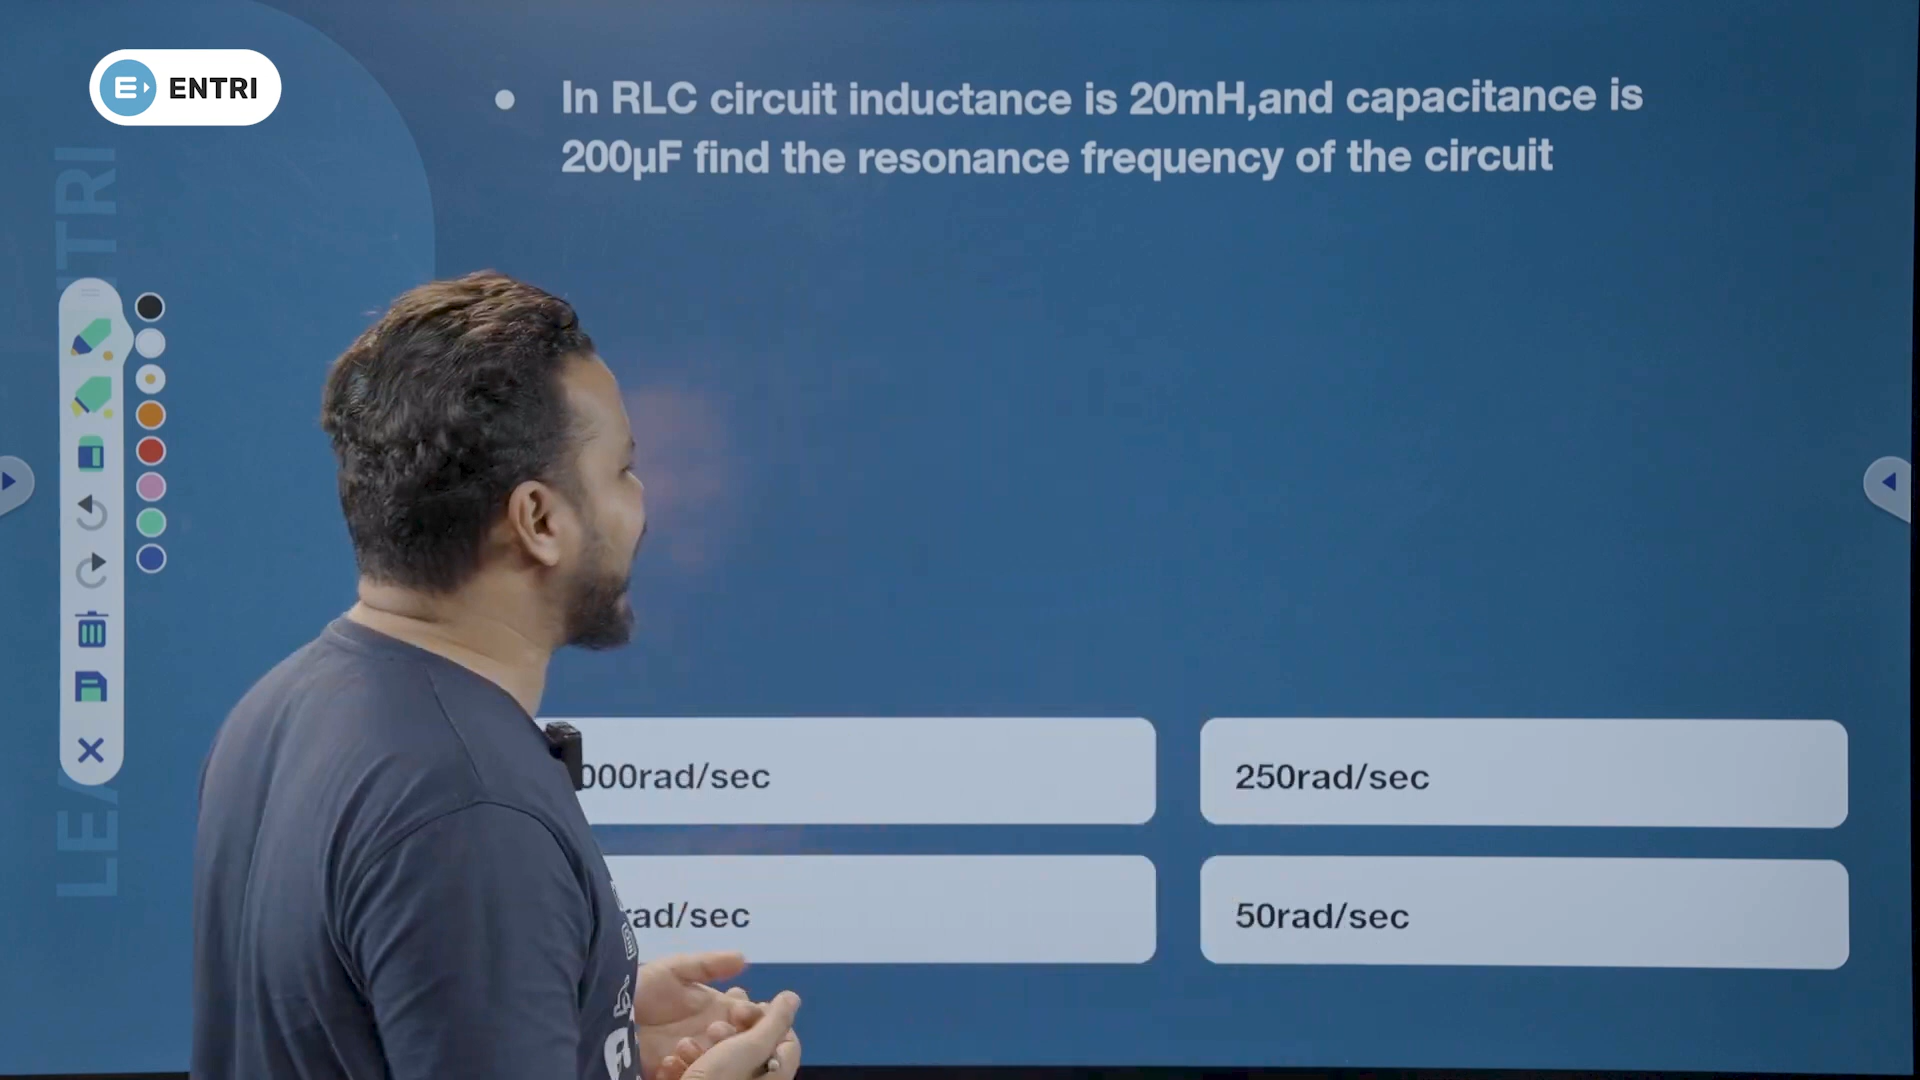 ENTRI
In RLC circuit inductance is 20mH,and capacitance is
200µF find the resonance frequency of the circuit
000rad/sec
250rad/sec
rad/sec
50rad/sec